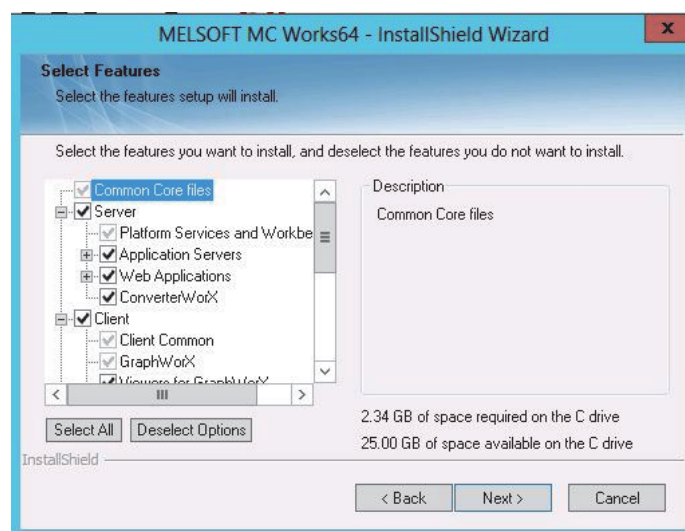 MELSOFT MC Works64 - InstallShield Wizard
x
Select Features
Select the features setup will install.
Select the features you want to install, and deselect the features you do not want to install.
Common Core files
Server
Platform Services and Workbe
Application Servers
Web Applications
ConverterWorX
Client
Client Common
GraphWorX
Viewers for GraphWorX
Description
Common Core files
Select All
Deselect Options
2.34 GB of space required on the C drive
25.00 GB of space available on the C drive
InstallShield
< Back
Next >
Cancel